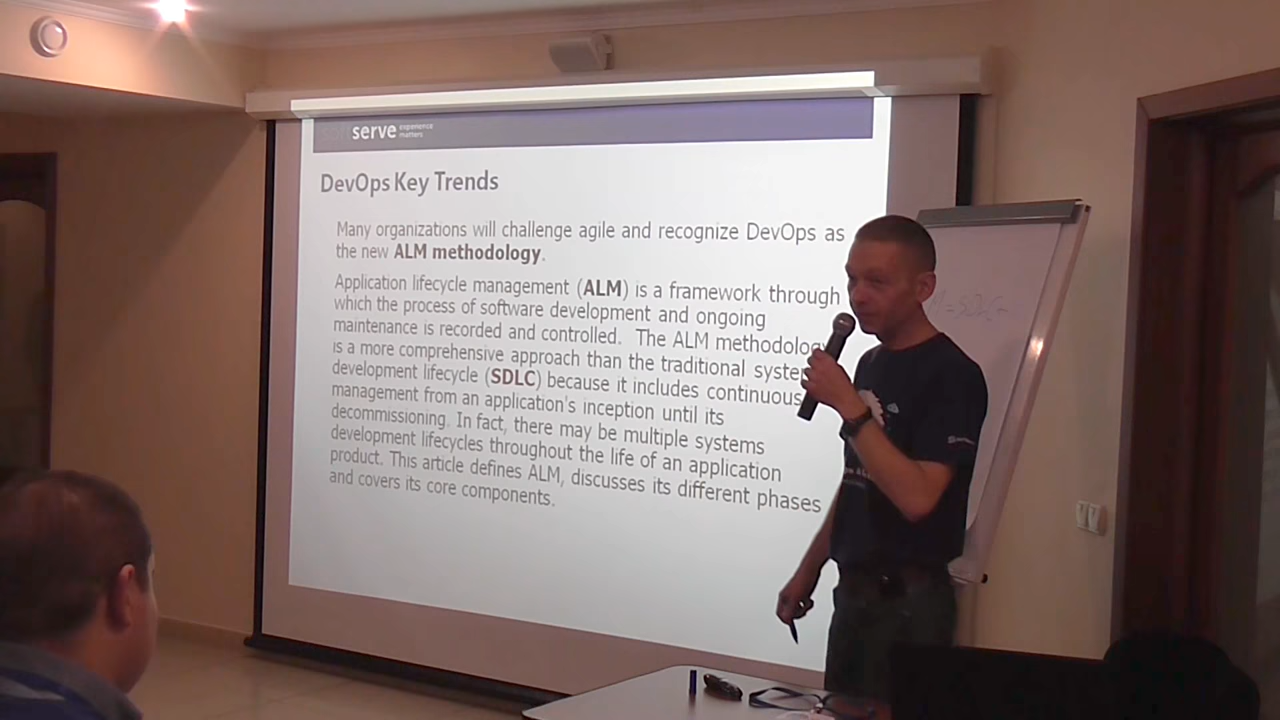 serve experience
matters
DevOps Key Trends
Many organizations will challenge agile and recognize DevOps as
the new ALM methodology.
Application lifecycle management (ALM) is a framework through
which the process of software development and ongoing
maintenance is recorded and controlled. The ALM methodology
is a more comprehensive approach than the traditional system
development lifecycle (SDLC) because it includes continuous
management from an application's inception until its
decommissioning. In fact, there may be multiple systems
development lifecycles throughout the life of an application
product. This article defines ALM, discusses its different phases
and covers its core components.